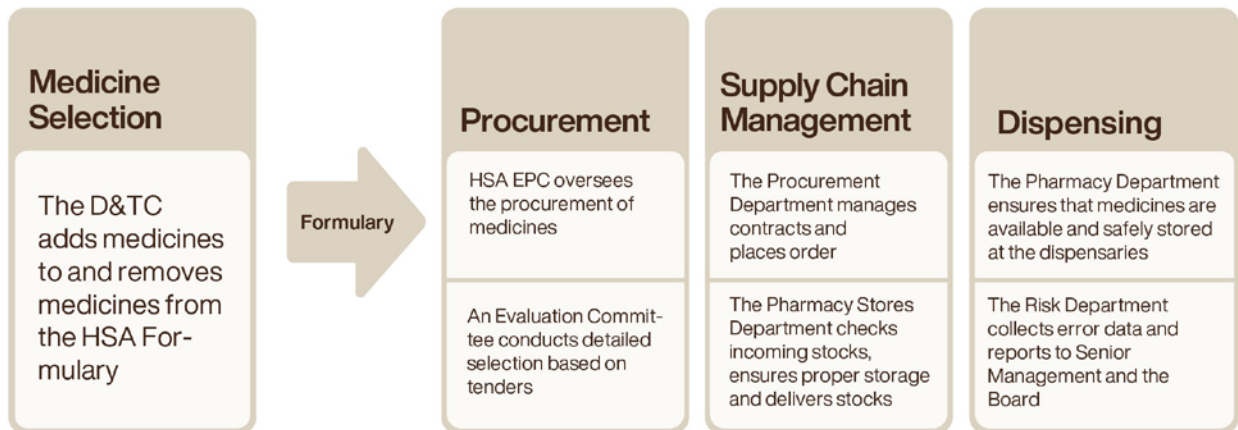 Medicine
Selection
The D&TC
adds medicines
to and removes
medicines from
the HSA For-
mulary
Formulary
Procurement
HSA EPC oversees
the procurement of
medicines
An Evaluation Commit-
tee conducts detailed
selection based on
tenders
Supply Chain
Management
The Procurement
Department manages
contracts and
places order
The Pharmacy Stores
Department checks
incoming stocks,
ensures proper storage
and delivers stocks
Dispensing
The Pharmacy Department
ensures that medicines are
available and safely stored
at the dispensaries
The Risk Department
collects error data and
reports to Senior
Management and the
Board